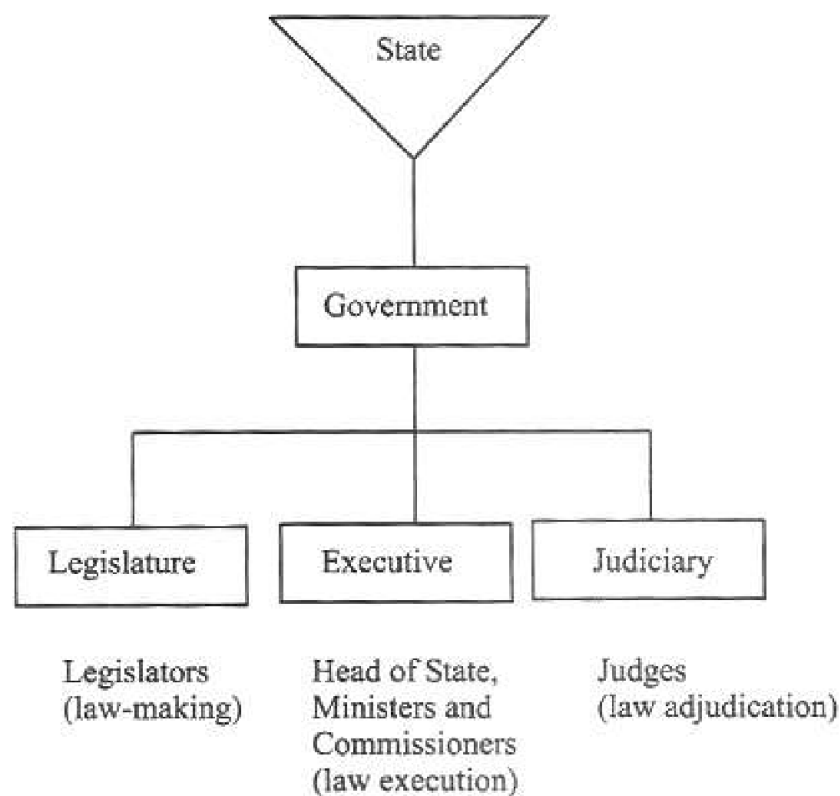 State
Government
Legislature
Executive
Judiciary
Legislators
(law-making)
Head of State,
Ministers and
Commissioners
(law execution)
Judges
(law adjudication)